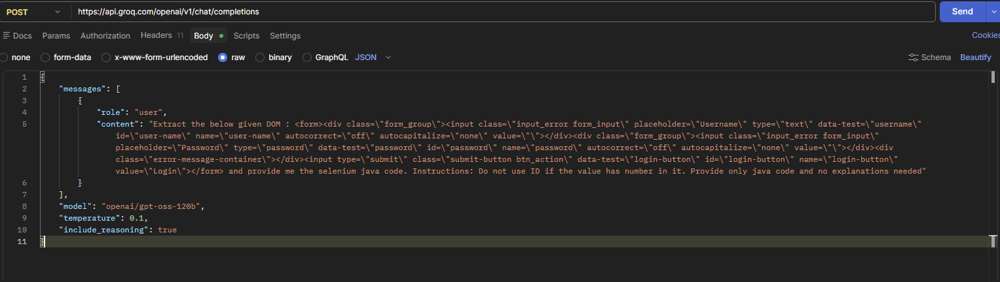 POST https://api.groq.com/openai/v1/chat/completions Send
Docs Params Authorization Headers 11 Body Scripts Settings Cookies
none form-data x-www-form-urlencoded raw binary GraphQL JSON Schema Beautify
1 {
2 "messages": [
3 {
4 "role": "user",
5 "content": "Extract the below given DOM : <form><div class=\"form_group\"><input class=\"input_error form_input\" placeholder=\"Username\" type=\"text\" data-test=\"username\"
id=\"user-name\" name=\"user-name\" autocorrect=\"off\" autocapitalize=\"none\" value=\"\"></div><div class=\"form_group\"><input class=\"input_error form_input\"
placeholder=\"Password\" type=\"password\" data-test=\"password\" id=\"password\" name=\"password\" autocorrect=\"off\" autocapitalize=\"none\" value=\"\"></div><div
class=\"error-message-container\"></div><input type=\"submit\" class=\"submit-button btn_action\" data-test=\"login-button\" id=\"login-button\" name=\"login-button\"
value=\"Login\"></form> and provide me the selenium java code. Instructions: Do not use ID if the value has number in it. Provide only java code and no explanations needed"
6 }
7 ],
8 "model": "openai/gpt-oss-120b",
9 "temperature": 0.1,
10 "include_reasoning": true
11 }